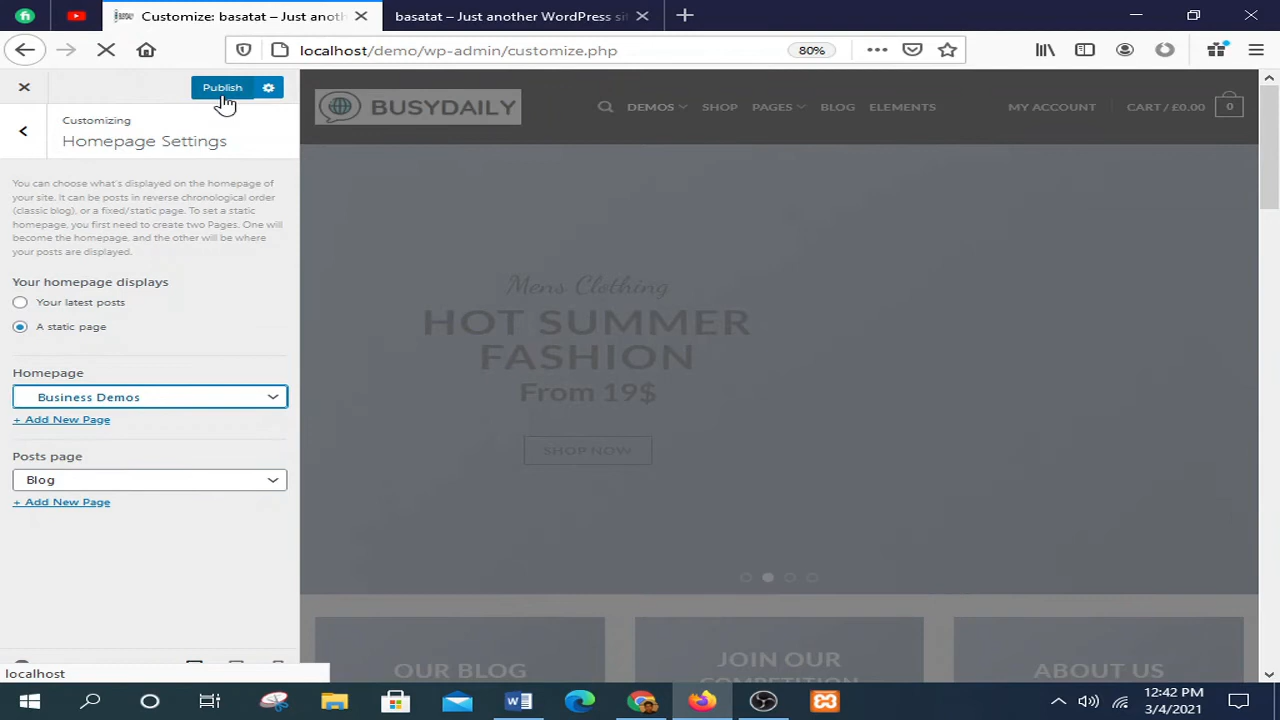 Customize: basatat – Just anoth
basatat – Just another WordPress si
localhost/demo/wp-admin/customize.php
80%
Publish
Customizing
Homepage Settings
You can choose what's displayed on the homepage of
your site. It can be posts in reverse chronological order
(classic blog), or a fixed/static page. To set a static
homepage, you first need to create two Pages. One will
become the homepage, and the other will be where
your posts are displayed.
Your homepage displays
Your latest posts
A static page
Homepage
Business Demos
+ Add New Page
Posts page
Blog
+ Add New Page
localhost
BUSYDAILY
DEMOS
SHOP
PAGES
BLOG
ELEMENTS
MY ACCOUNT
CART / £0.00
0
Mens Clothing
HOT SUMMER
FASHION
From 19$
SHOP NOW
OUR BLOG
JOIN OUR
COMPETITION
ABOUT US
12:42 PM
3/4/2021